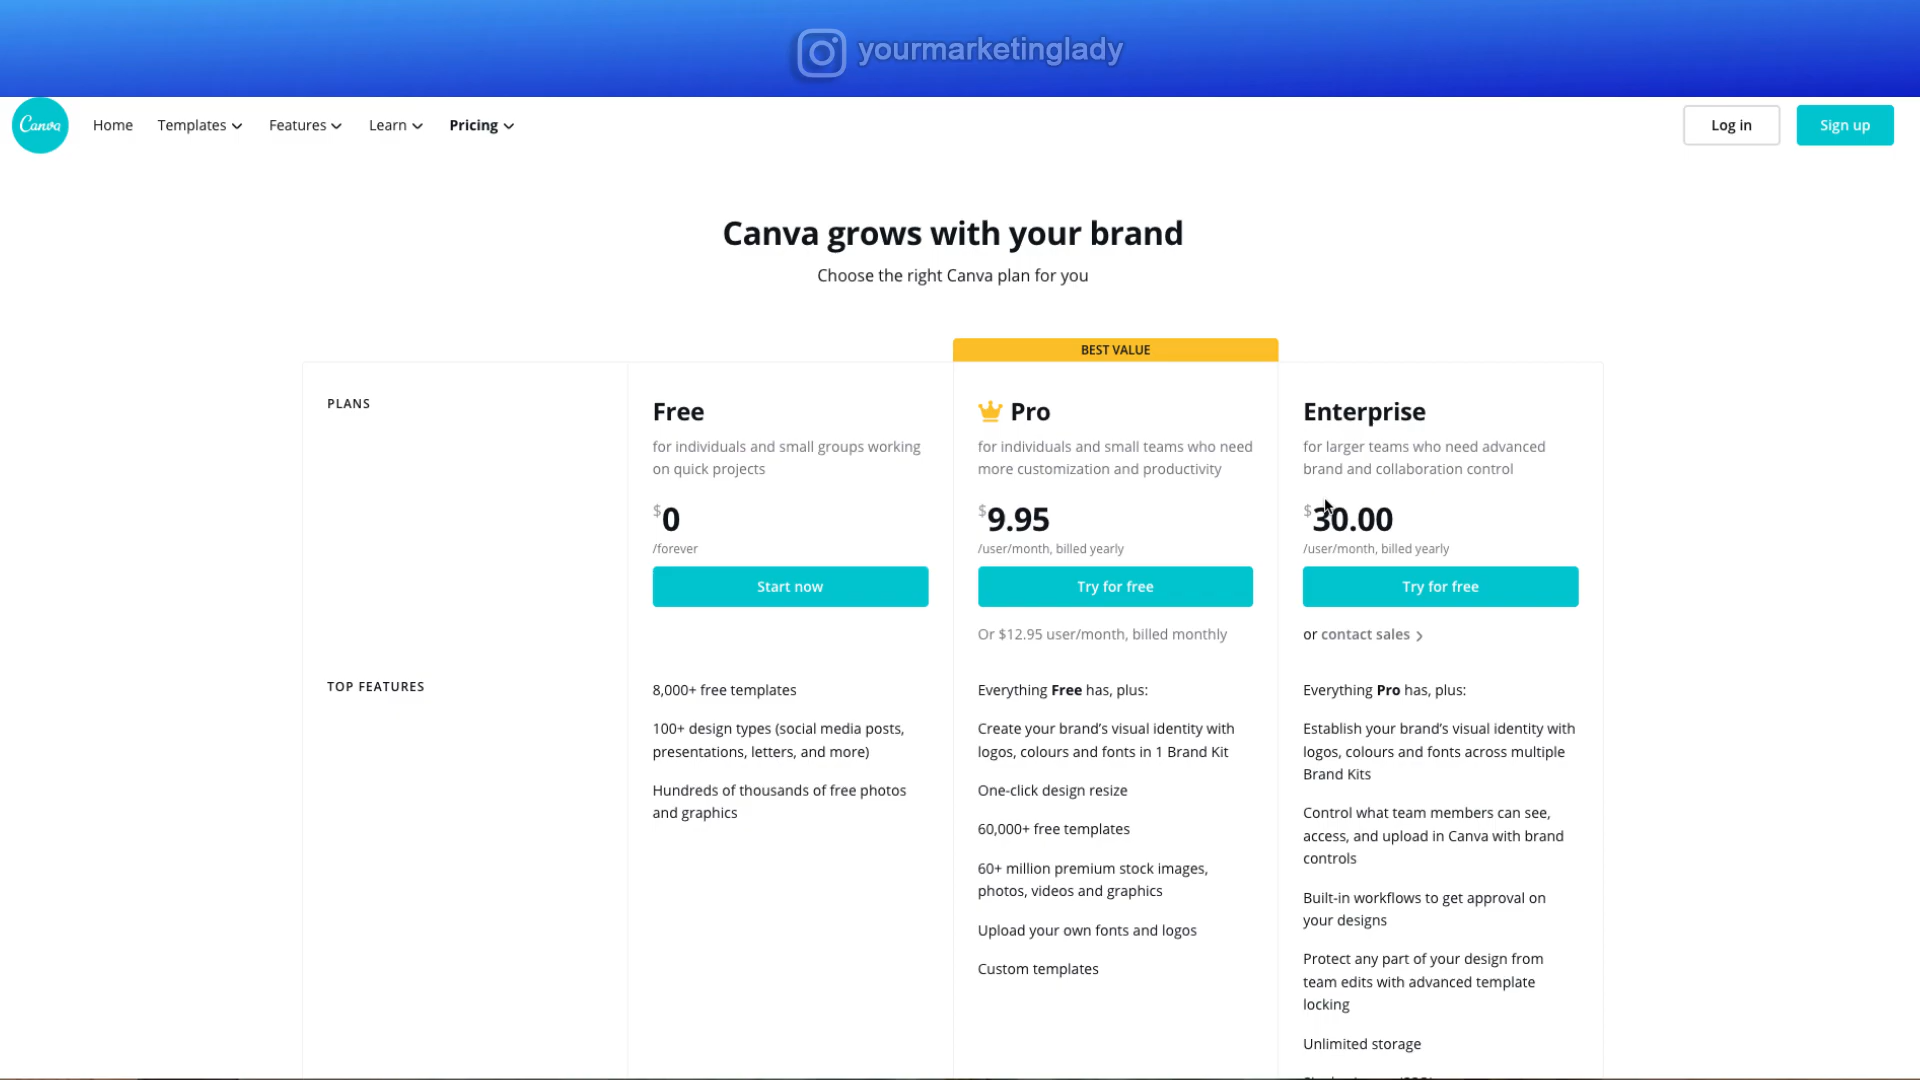 yourmarketinglady
Canva
Home
Templates
Features
Learn
Pricing
Log in
Sign up
Canva grows with your brand
Choose the right Canva plan for you
BEST VALUE
PLANS
Free
for individuals and small groups working
on quick projects
$0
/forever
Start now
Pro
for individuals and small teams who need
more customization and productivity
$9.95
/user/month, billed yearly
Try for free
Or $12.95 user/month, billed monthly
Enterprise
for larger teams who need advanced
brand and collaboration control
$30.00
/user/month, billed yearly
Try for free
or contact sales
TOP FEATURES
8,000+ free templates
100+ design types (social media posts,
presentations, letters, and more)
Hundreds of thousands of free photos
and graphics
Everything Free has, plus:
Create your brand’s visual identity with
logos, colours and fonts in 1 Brand Kit
One-click design resize
60,000+ free templates
60+ million premium stock images,
photos, videos and graphics
Upload your own fonts and logos
Custom templates
Everything Pro has, plus:
Establish your brand’s visual identity with
logos, colours and fonts across multiple
Brand Kits
Control what team members can see,
access, and upload in Canva with brand
controls
Built-in workflows to get approval on
your designs
Protect any part of your design from
team edits with advanced template
locking
Unlimited storage